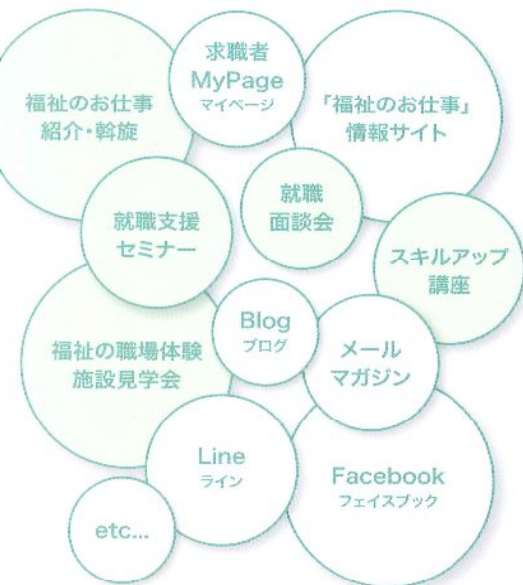 求職者
MyPage
マイページ
福祉のお仕事
紹介・斡旋
「福祉のお仕事」
情報サイト
就職支援
セミナー
就職
面談会
スキルアップ
講座
Blog
ブログ
福祉の職場体験
施設見学会
メール
マガジン
Line
ライン
Facebook
フェイスブック
etc...